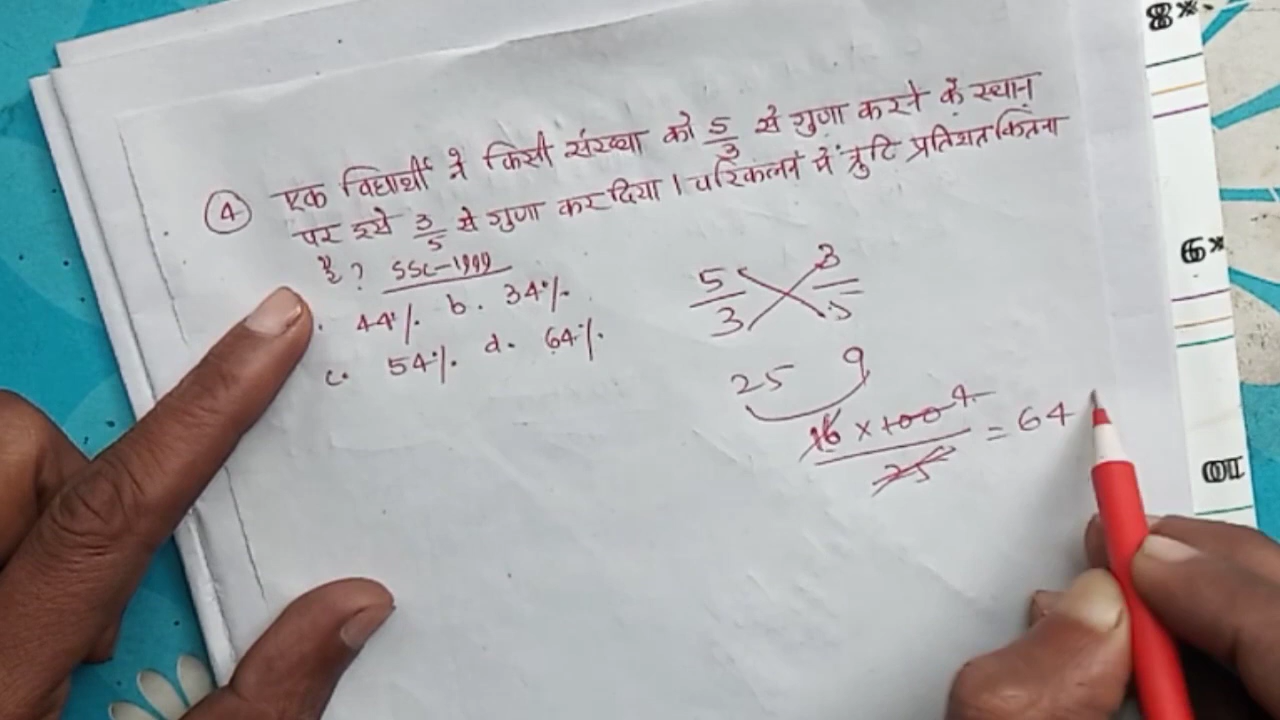 ④ एक विद्यार्थी ने किसी संख्या को 5/3 से गुणा करने के स्थान
पर इसे 3/5 से गुणा कर दिया । परिकलन में त्रुटि प्रतिशत कितना
है ? SSC-1999
44% b. 34%
c. 54% d. 64%
5/3 3/5
25 9
16 × 100 4
25
= 64